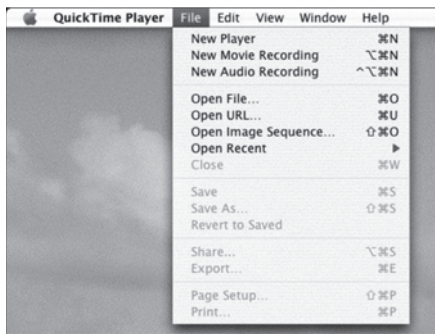 QuickTime Player File Edit View Window Help
New Player ⌘N
New Movie Recording ⌥⌘N
New Audio Recording ^⌥⌘N
Open File... ⌘O
Open URL... ⌘U
Open Image Sequence... ⇧⌘O
Open Recent ▶
Close ⌘W
Save ⌘S
Save As... ⇧⌘S
Revert to Saved
Share... ⌥⌘S
Export... ⌘E
Page Setup... ⇧⌘P
Print... ⌘P